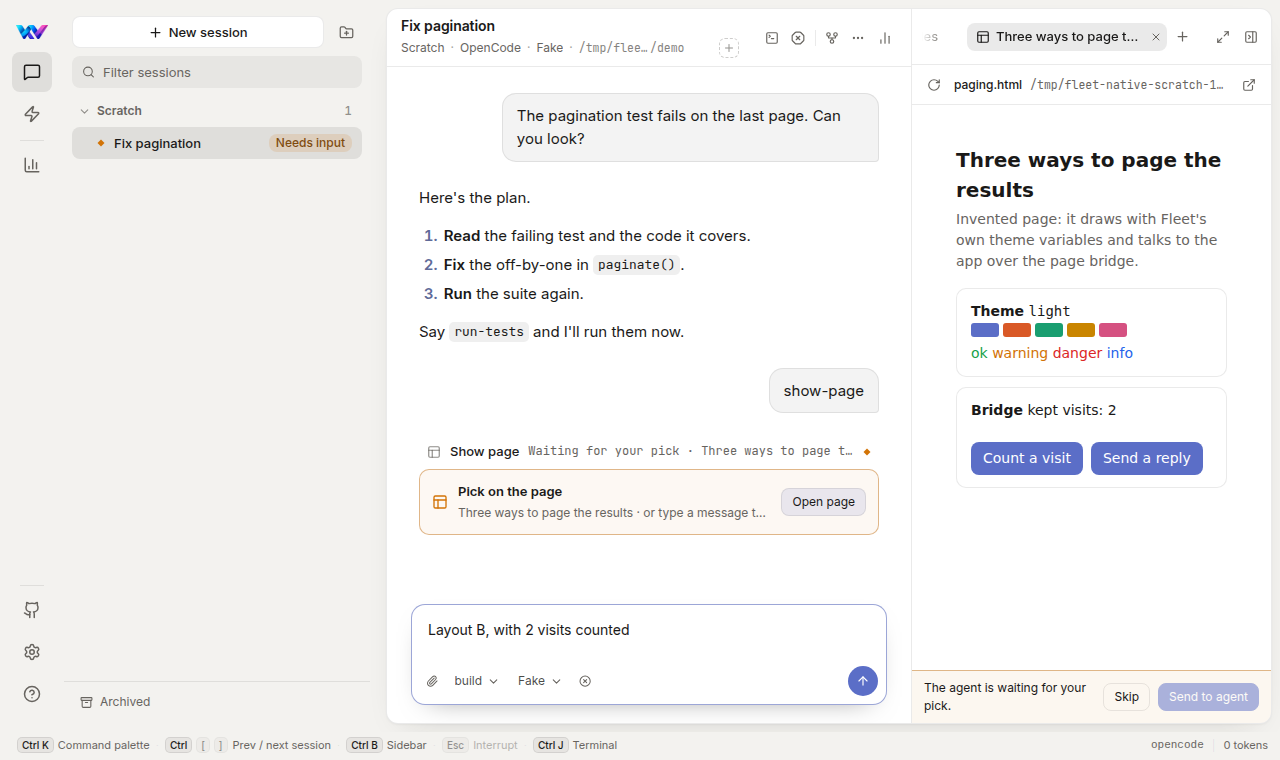 New session
Filter sessions
Scratch 1
Fix pagination Needs input
Archived
Fix pagination
Scratch · OpenCode · Fake · /tmp/flee…/demo
The pagination test fails on the last page. Can
you look?
Here's the plan.
1. Read the failing test and the code it covers.
2. Fix the off-by-one in paginate().
3. Run the suite again.
Say run-tests and I'll run them now.
show-page
Show page Waiting for your pick · Three ways to page t…
Pick on the page
Three ways to page the results · or type a message t...
Open page
Layout B, with 2 visits counted
build Fake
es
Three ways to page t...
paging.html /tmp/fleet-native-scratch-1…
Three ways to page the
results
Invented page: it draws with Fleet's
own theme variables and talks to the
app over the page bridge.
Theme light
ok warning danger info
Bridge kept visits: 2
Count a visit Send a reply
The agent is waiting for your
pick.
Skip Send to agent
Ctrl K Command palette Ctrl [ ] Prev / next session Ctrl B Sidebar Esc Interrupt Ctrl J Terminal opencode 0 tokens